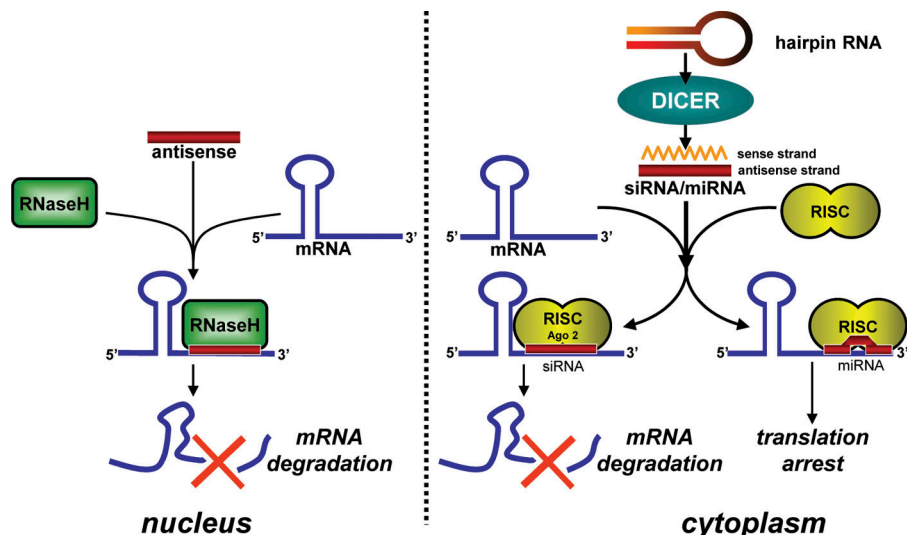 antisense
RNaseH
5’
mRNA
3’
RNaseH
5’
3’
mRNA
degradation
nucleus
hairpin RNA
DICER
sense strand
antisense strand
siRNA/miRNA
RISC
5’
mRNA
3’
RISC
Ago 2
5’
siRNA
3’
RISC
5’
miRNA
3’
mRNA
degradation
translation
arrest
cytoplasm